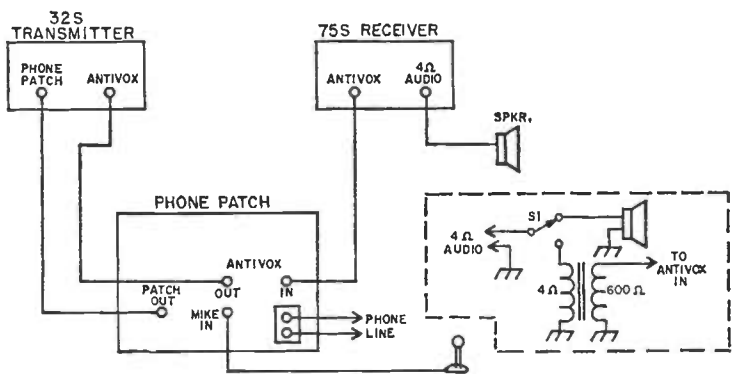 32S
TRANSMITTER
75S RECEIVER
PHONE
PATCH
ANTIVOX
ANTIVOX
4Ω
AUDIO
SPKR.
PHONE PATCH
S1
4Ω
AUDIO
ANTIVOX
OUT
IN
TO
ANTIVOX
IN
PATCH
OUT
MIKE
IN
4Ω
600Ω
PHONE
LINE